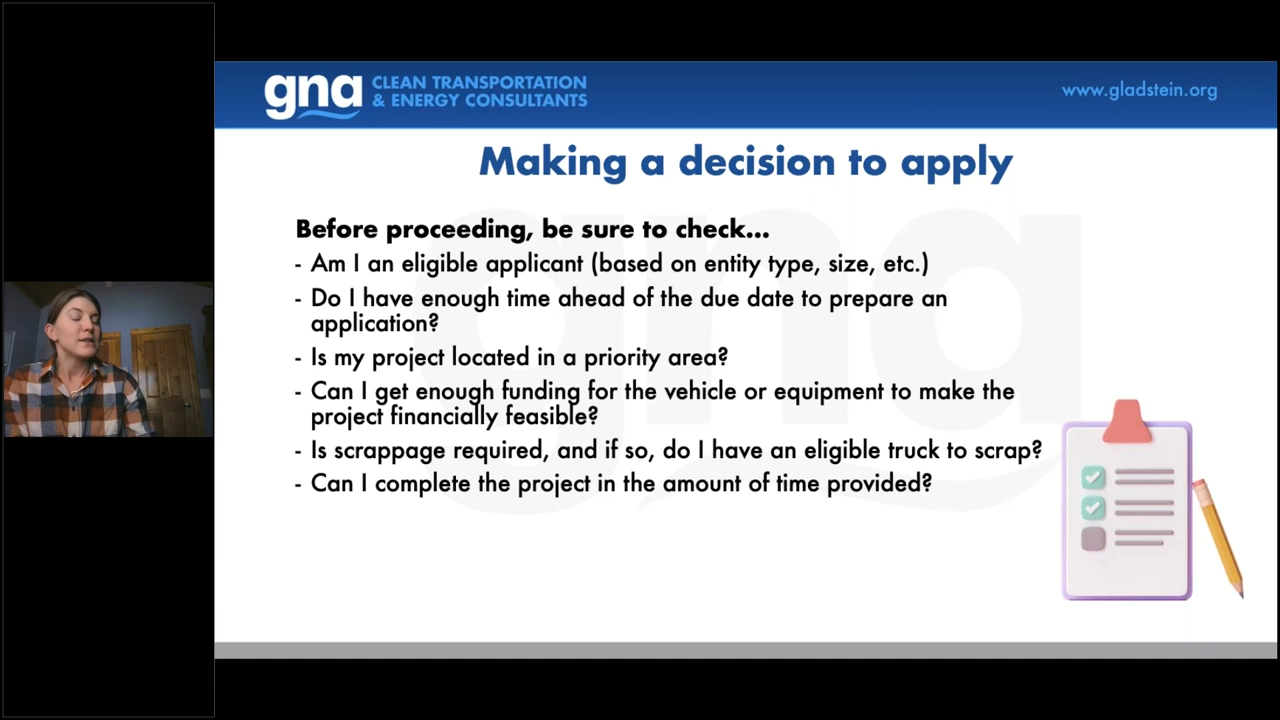 gna
CLEAN TRANSPORTATION
& ENERGY CONSULTANTS
www.gladstein.org
Making a decision to apply
Before proceeding, be sure to check...
- Am I an eligible applicant (based on entity type, size, etc.)
- Do I have enough time ahead of the due date to prepare an
application?
- Is my project located in a priority area?
- Can I get enough funding for the vehicle or equipment to make the
project financially feasible?
- Is scrappage required, and if so, do I have an eligible truck to scrap?
- Can I complete the project in the amount of time provided?
gna